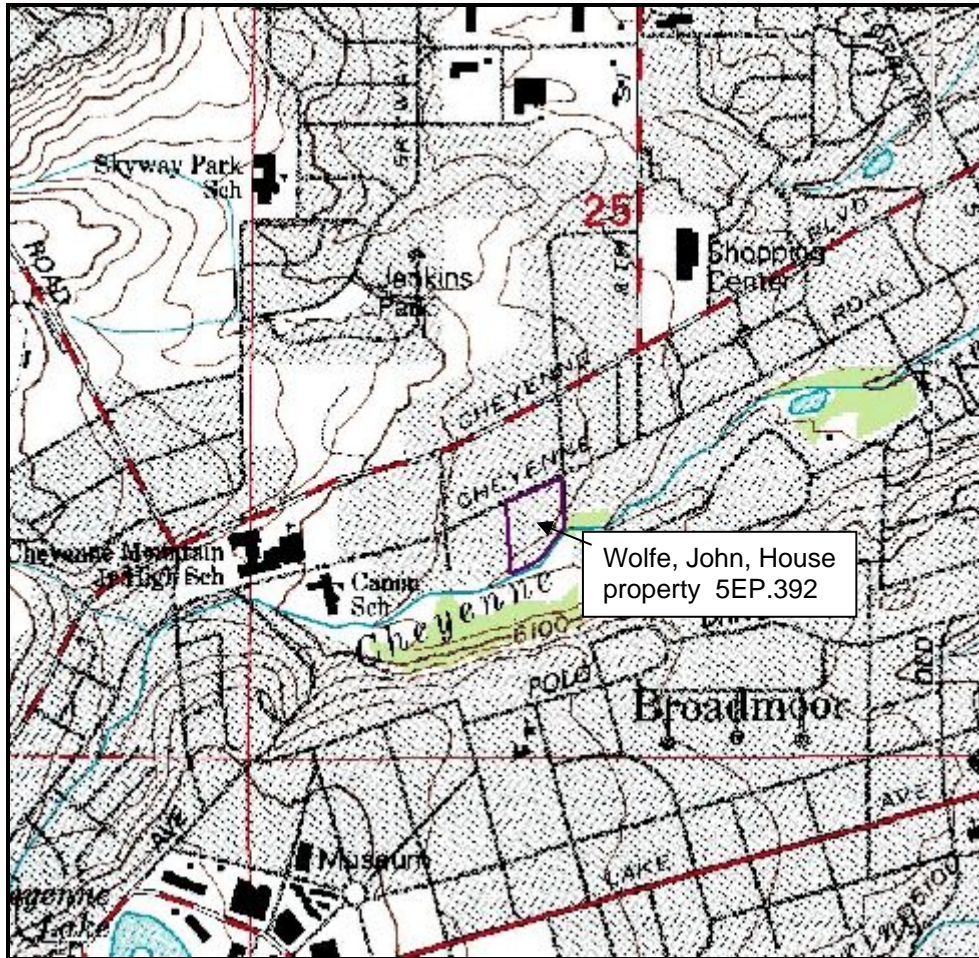 Skyway Park
Sch
ROAD
25
BLVD
Shopping
Center
Jenkins
Park
ROAD
CHEYENNE
CHEYENNE
Cheyenne Mountain
Jr High Sch
Canon
Sch
Cheyenne
6100
Wolfe, John, House
property 5EP.392
POLO
Broadmoor
AVE
AVE
LAKE
Museum
Lake
6100